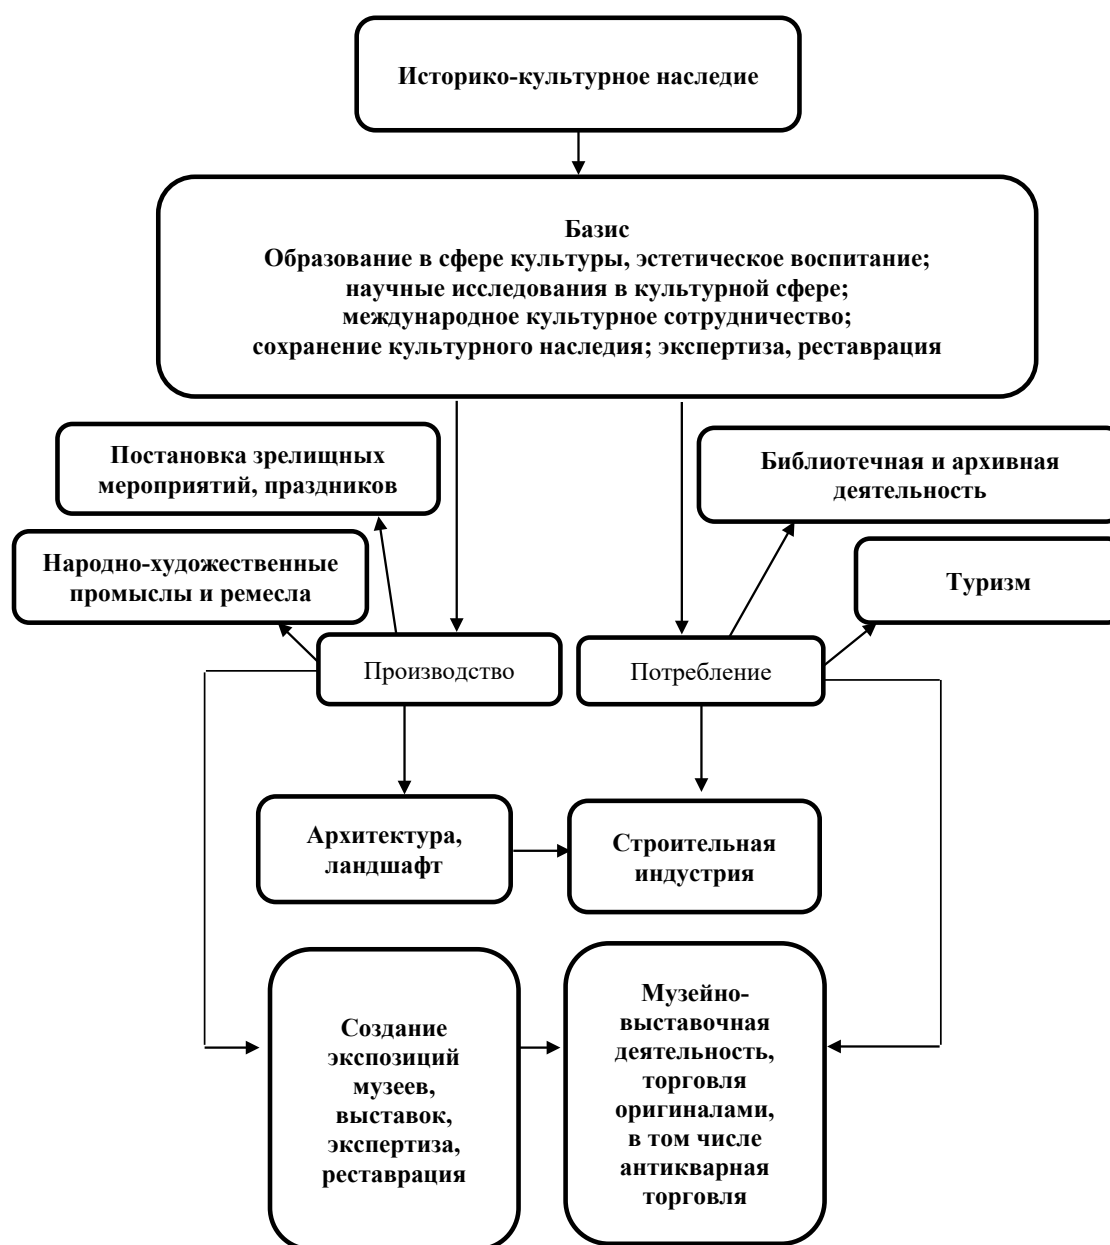 Историко-культурное наследие
Базис
Образование в сфере культуры, эстетическое воспитание;
научные исследования в культурной сфере;
международное культурное сотрудничество;
сохранение культурного наследия; экспертиза, реставрация
Постановка зрелищных
мероприятий, праздников
Библиотечная и архивная
деятельность
Народно-художественные
промыслы и ремесла
Туризм
Производство
Потребление
Архитектура,
ландшафт
Строительная
индустрия
Создание
экспозиций
музеев,
выставок,
экспертиза,
реставрация
Музейно-
выставочная
деятельность,
торговля
оригиналами,
в том числе
антикварная
торговля